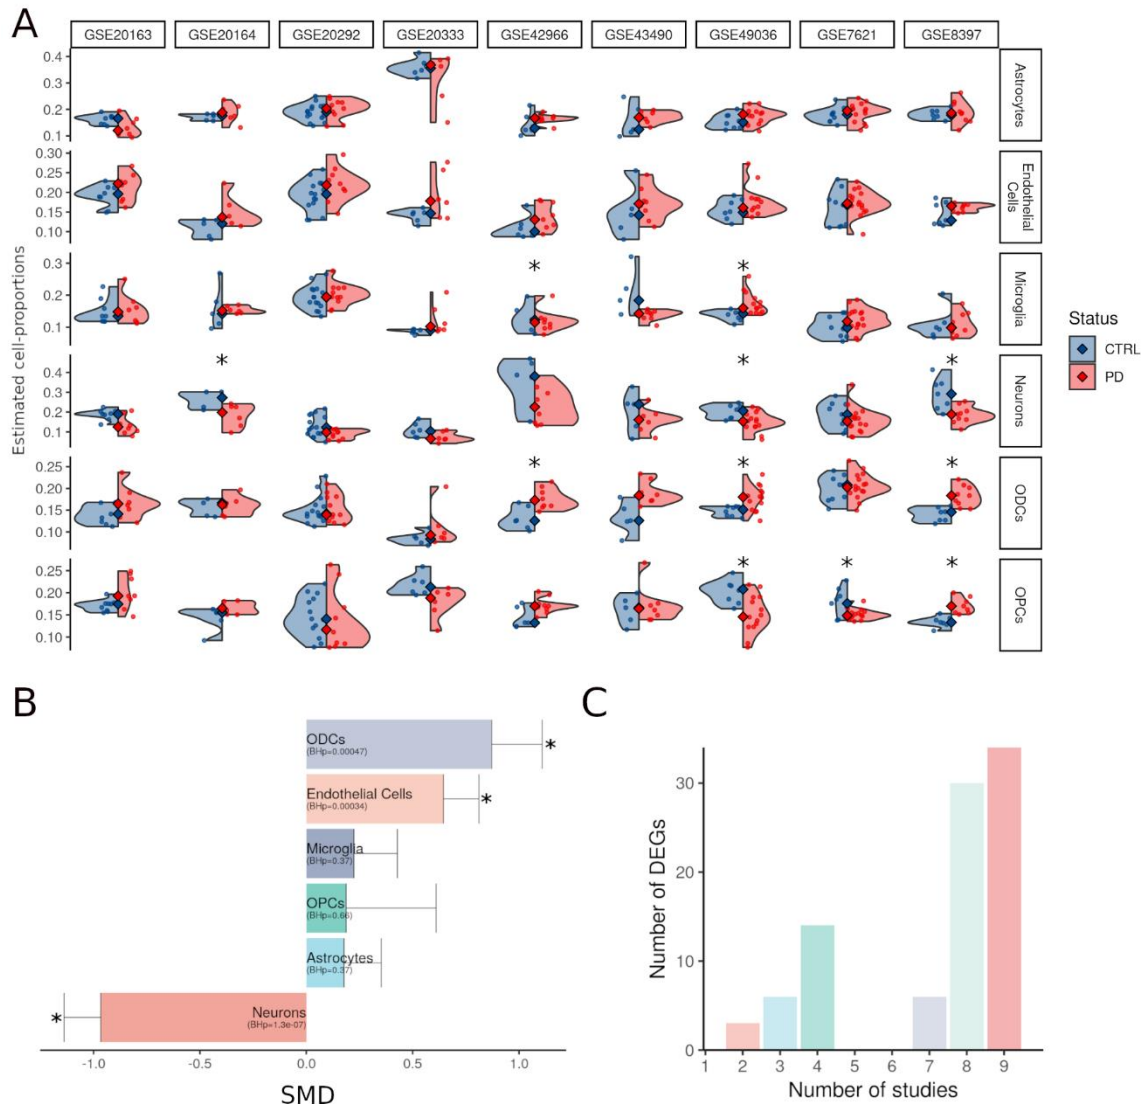 A
GSE20163 GSE20164 GSE20292 GSE20333 GSE42966 GSE43490 GSE49036 GSE7621 GSE8397
Estimated cell-proportions
0.4
0.3
0.2
0.1
Astrocytes
0.30
0.25
0.20
0.15
0.10
Endothelial
Cells
* *
0.3
0.2
0.1
Microglia
* * *
0.4
0.3
0.2
0.1
Neurons
* * *
0.25
0.20
0.15
0.10
ODCs
* * *
0.25
0.20
0.15
0.10
OPCs
Status
CTRL
PD
B
ODCs
(BHp=0.00047)
*
Endothelial Cells
(BHp=0.00034)
*
Microglia
(BHp=0.37)
OPCs
(BHp=0.66)
Astrocytes
(BHp=0.37)
Neurons
(BHp=1.3e-07)
*
-1.0 -0.5 0.0 0.5 1.0
SMD
C
Number of DEGs
30
20
10
0
1 2 3 4 5 6 7 8 9
Number of studies